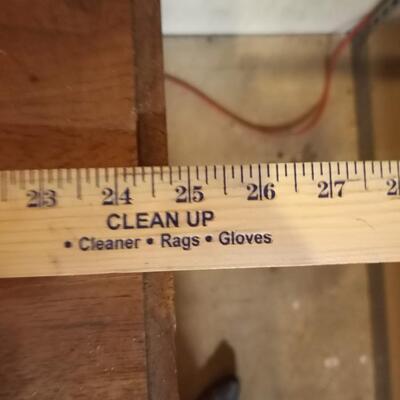 23 24 25 26 27 2
CLEAN UP
• Cleaner • Rags • Gloves